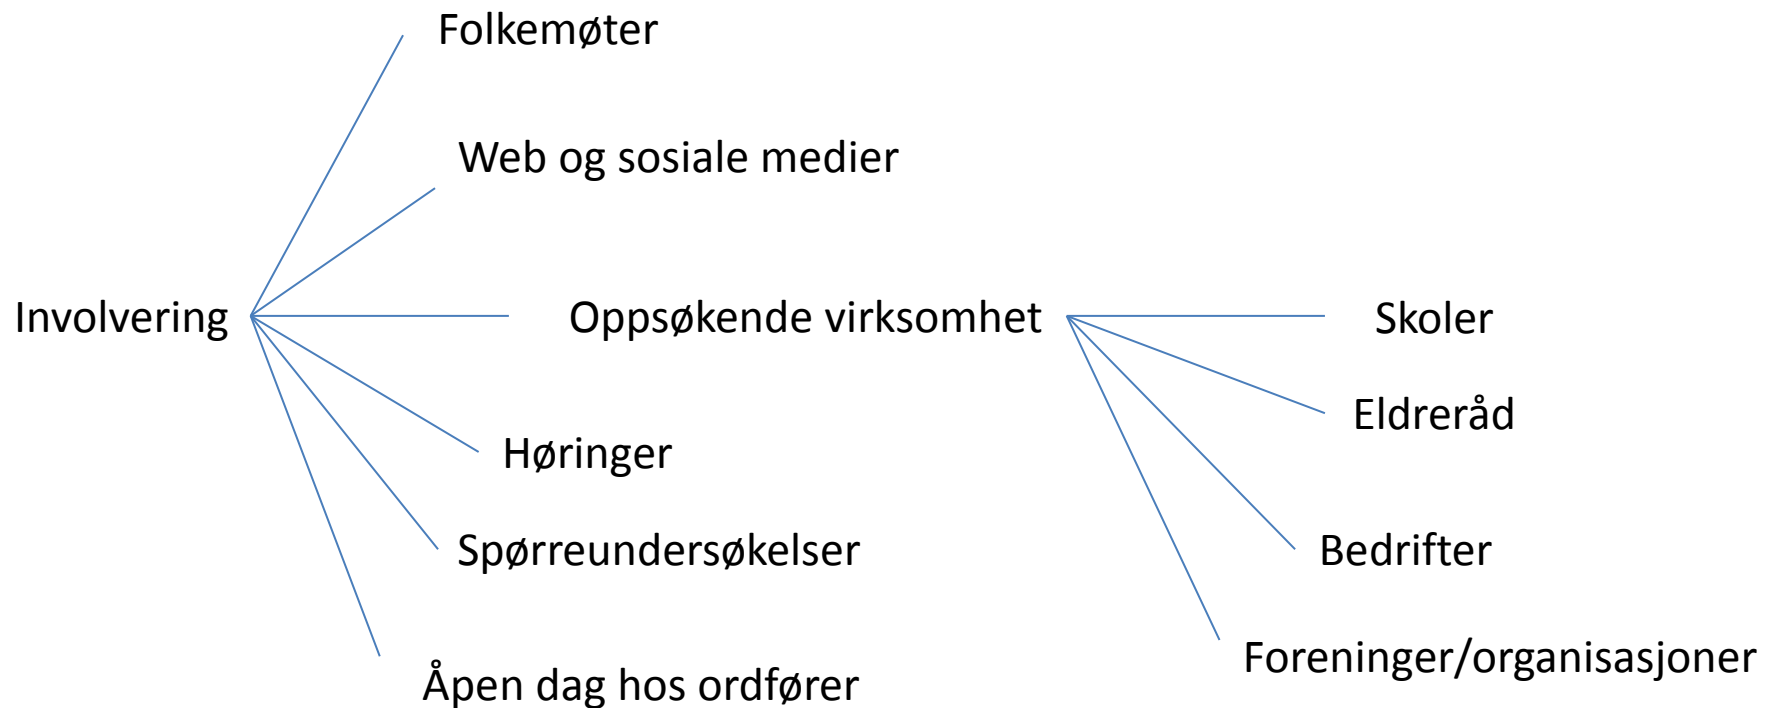 Folkemøter
Web og sosiale medier
Involvering
Oppsøkende virksomhet
Skoler
Eldreråd
Høringer
Spørreundersøkelser
Bedrifter
Foreninger/organisasjoner
Åpen dag hos ordfører